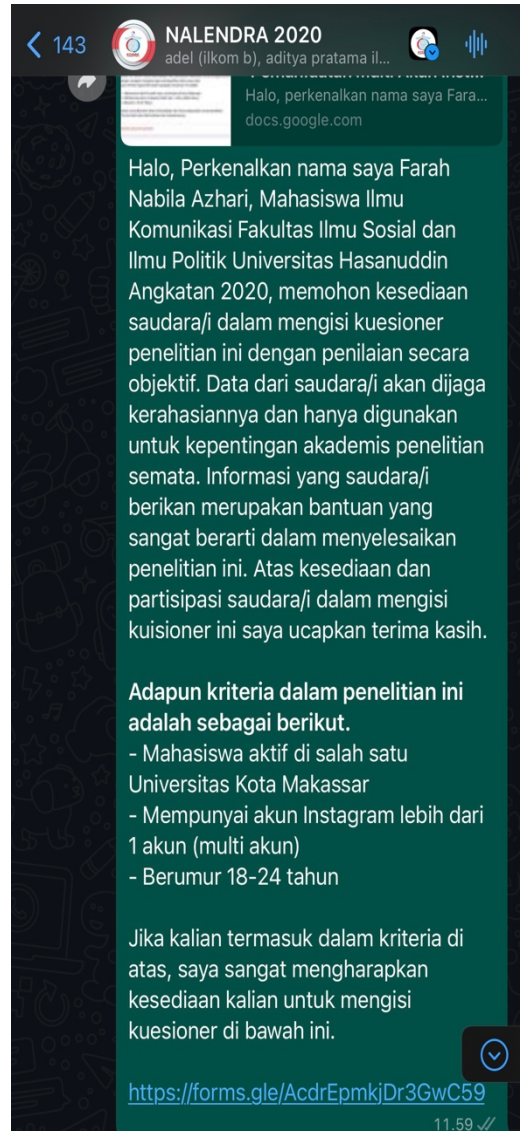 143
NALENDRA 2020
adel (ilkom b), aditya pratama il...
Halo, perkenalkan nama saya Fara...
docs.google.com
Halo, Perkenalkan nama saya Farah
Nabila Azhari, Mahasiswa Ilmu
Komunikasi Fakultas Ilmu Sosial dan
Ilmu Politik Universitas Hasanuddin
Angkatan 2020, memohon kesediaan
saudara/i dalam mengisi kuesioner
penelitian ini dengan penilaian secara
objektif. Data dari saudara/i akan dijaga
kerahasiannya dan hanya digunakan
untuk kepentingan akademis penelitian
semata. Informasi yang saudara/i
berikan merupakan bantuan yang
sangat berarti dalam menyelesaikan
penelitian ini. Atas kesediaan dan
partisipasi saudara/i dalam mengisi
kuisioner ini saya ucapkan terima kasih.
Adapun kriteria dalam penelitian ini
adalah sebagai berikut.
- Mahasiswa aktif di salah satu
Universitas Kota Makassar
- Mempunyai akun Instagram lebih dari
1 akun (multi akun)
- Berumur 18-24 tahun
Jika kalian termasuk dalam kriteria di
atas, saya sangat mengharapkan
kesediaan kalian untuk mengisi
kuesioner di bawah ini.
https://forms.gle/AcdrEpmkjDr3GwC59
11.59